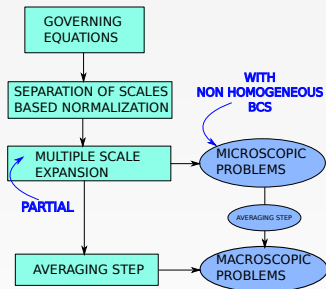 GOVERNING
EQUATIONS
SEPARATION OF SCALES
BASED NORMALIZATION
WITH
NON HOMOGENEOUS
BCS
MULTIPLE SCALE
EXPANSION
MICROSCOPIC
PROBLEMS
PARTIAL
AVERAGING STEP
AVERAGING STEP
MACROSCOPIC
PROBLEMS